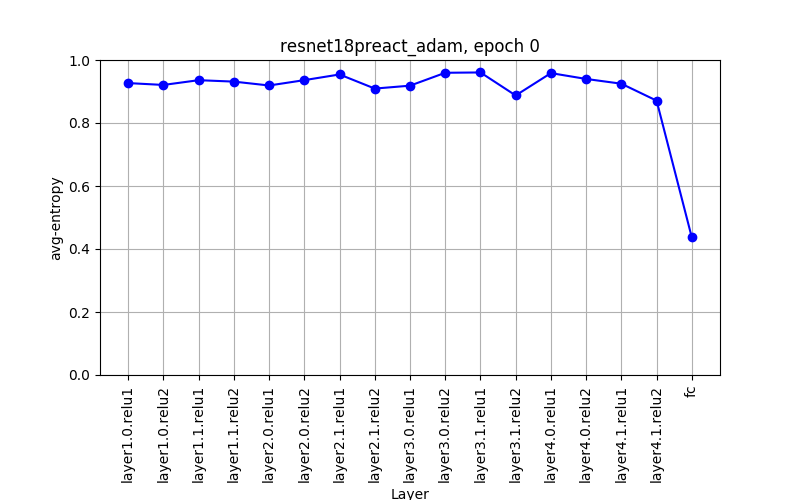 resnet18preact_adam, epoch 0
1.0
0.8
0.6
0.4
0.2
0.0
avg-entropy
layer1.0.relu1
layer1.0.relu2
layer1.1.relu1
layer1.1.relu2
layer2.0.relu1
layer2.0.relu2
layer2.1.relu1
layer2.1.relu2
layer3.0.relu1
layer3.0.relu2
layer3.1.relu1
layer3.1.relu2
layer4.0.relu1
layer4.0.relu2
layer4.1.relu1
layer4.1.relu2
fc
Layer